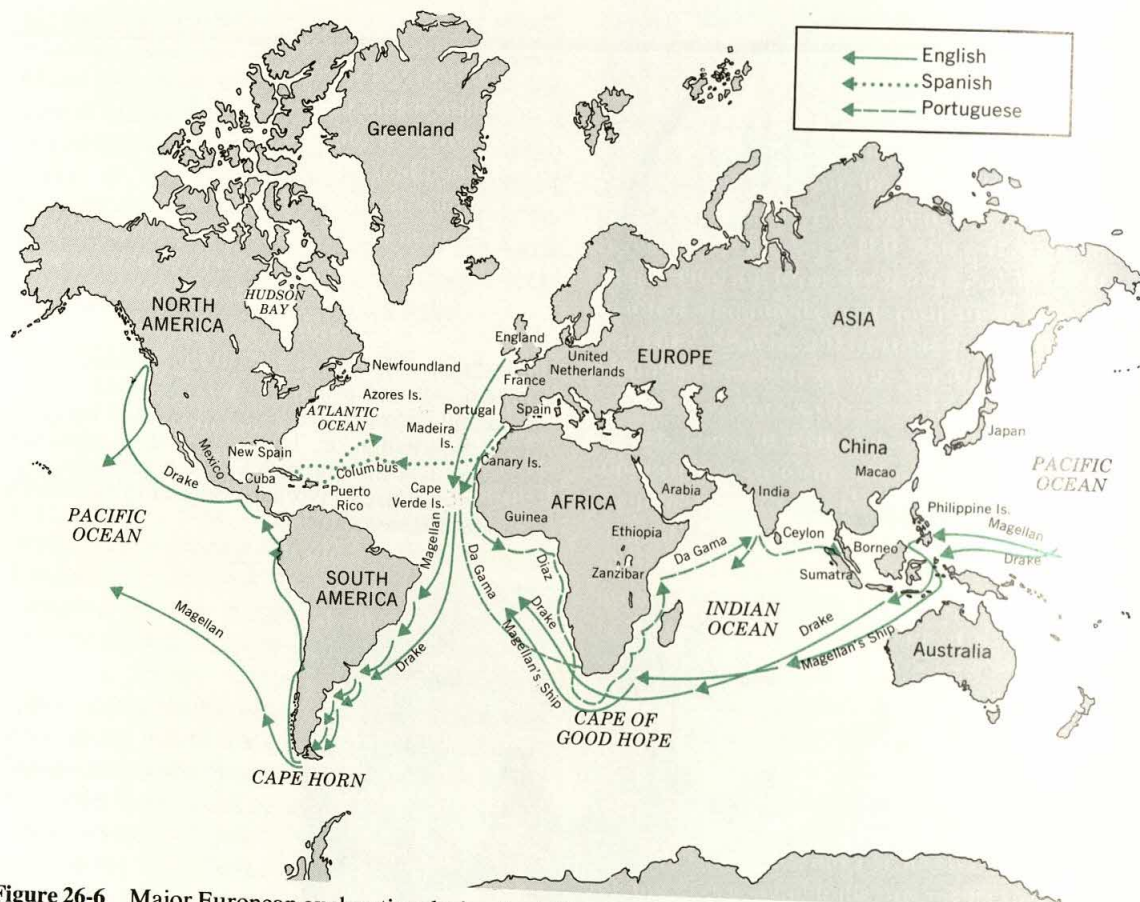 English
Spanish
Portuguese
Greenland
NORTH
AMERICA
HUDSON
BAY
ASIA
England
EUROPE
United
Netherlands
Newfoundland
France
Azores Is.
ATLANTIC
OCEAN
Portugal
Spain
Madeira
Is.
New Spain
Mexico
Canary Is.
China
Japan
Macao
PACIFIC
OCEAN
Columbus
Cuba
Drake
Puerto
Rico
Cape
Verde Is.
AFRICA
Arabia
India
Guinea
Ethiopia
Philippine Is.
Magellan
Drake
PACIFIC
OCEAN
Magellan
Da Gama
Diaz
Zanzibar
Da Gama
Ceylon
Borneo
Sumatra
SOUTH
AMERICA
Magellan
Drake
Drake
Magellan's Ship
INDIAN
OCEAN
Drake
Magellan's Ship
Australia
CAPE OF
GOOD HOPE
CAPE HORN
Figure 26-6 Major European